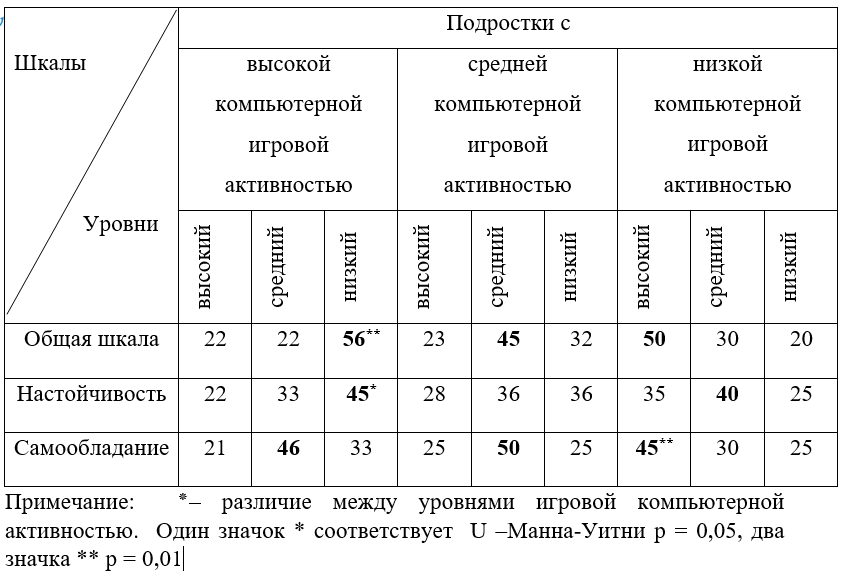 Шкалы
Уровни
Подростки с
высокой
компьютерной
игровой
активностью
средней
компьютерной
игровой
активностью
низкой
компьютерной
игровой
активностью
высокий
средний
низкий
высокий
средний
низкий
высокий
средний
низкий
Общая шкала 22 22 56** 23 45 32 50 30 20
Настойчивость 22 33 45* 28 36 36 35 40 25
Самообладание 21 46 33 25 50 25 45** 30 25
Примечание: *– различие между уровнями игровой компьютерной
активностью. Один значок * соответствует U –Манна-Уитни p = 0,05, два
значка ** p = 0,01